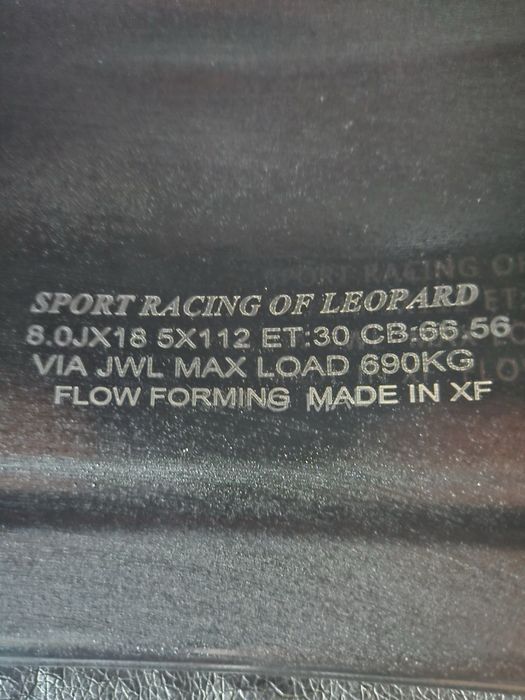 SPORT RACING OF LEOPARD
8.0JX18 5X112 ET:30 CB:66.56
VIA JWL MAX LOAD 690KG
FLOW FORMING MADE IN XF